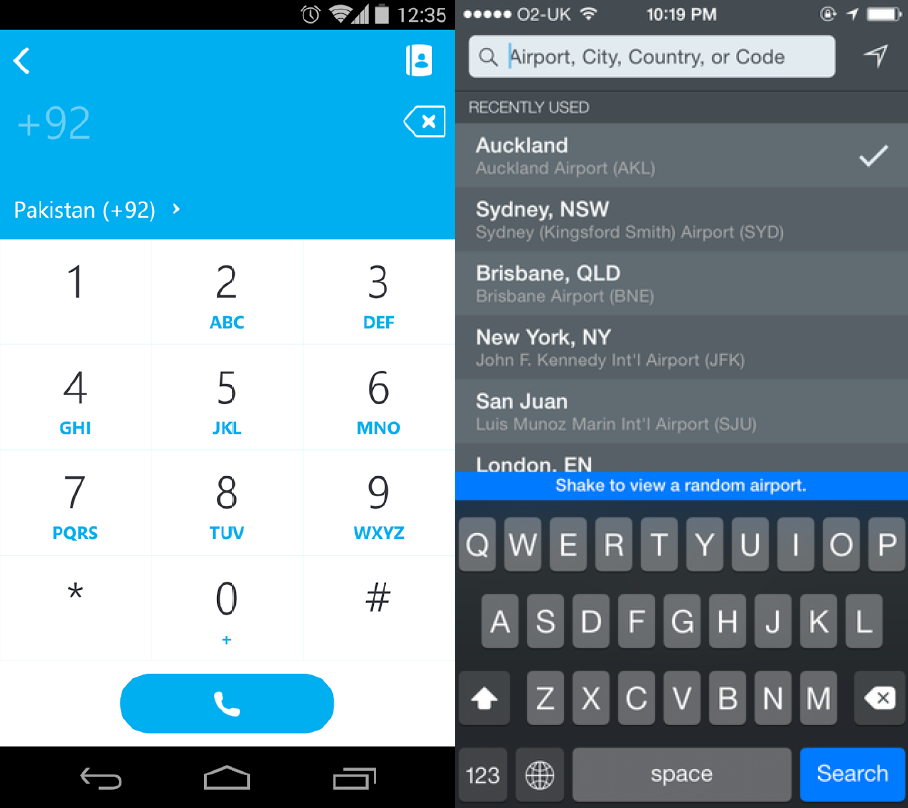 12:35
+92
Pakistan (+92)
1
2
3
ABC
DEF
4
5
6
GHI
JKL
MNO
7
8
9
PQRS
TUV
WXYZ
*
0
#
+
O2-UK
10:19 PM
Airport, City, Country, or Code
RECENTLY USED
Auckland
Auckland Airport (AKL)
Sydney, NSW
Sydney (Kingsford Smith) Airport (SYD)
Brisbane, QLD
Brisbane Airport (BNE)
New York, NY
John F. Kennedy Int'l Airport (JFK)
San Juan
Luis Munoz Marin Int'l Airport (SJU)
London, EN
Shake to view a random airport.
Q W E R T Y U I O P
A S D F G H J K L
Z X C V B N M
123 space Search